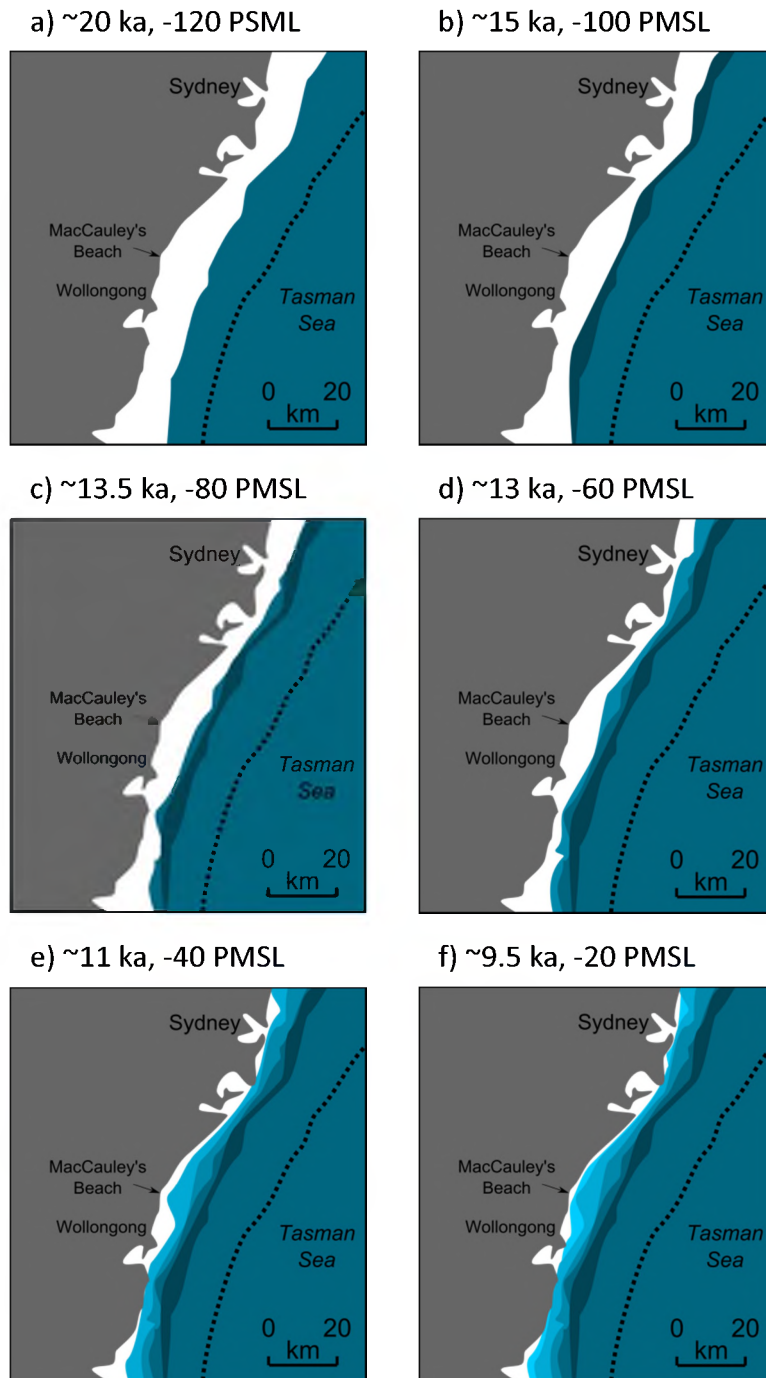 a) ~20 ka, -120 PSML
Sydney
MacCauley's
Beach
Wollongong
Tasman
Sea
0 20
km
b) ~15 ka, -100 PMSL
Sydney
MacCauley's
Beach
Wollongong
Tasman
Sea
0 20
km
c) ~13.5 ka, -80 PMSL
Sydney
MacCauley's
Beach
Wollongong
Tasman
Sea
0 20
km
d) ~13 ka, -60 PMSL
Sydney
MacCauley's
Beach
Wollongong
Tasman
Sea
0 20
km
e) ~11 ka, -40 PMSL
Sydney
MacCauley's
Beach
Wollongong
Tasman
Sea
0 20
km
f) ~9.5 ka, -20 PMSL
Sydney
MacCauley's
Beach
Wollongong
Tasman
Sea
0 20
km